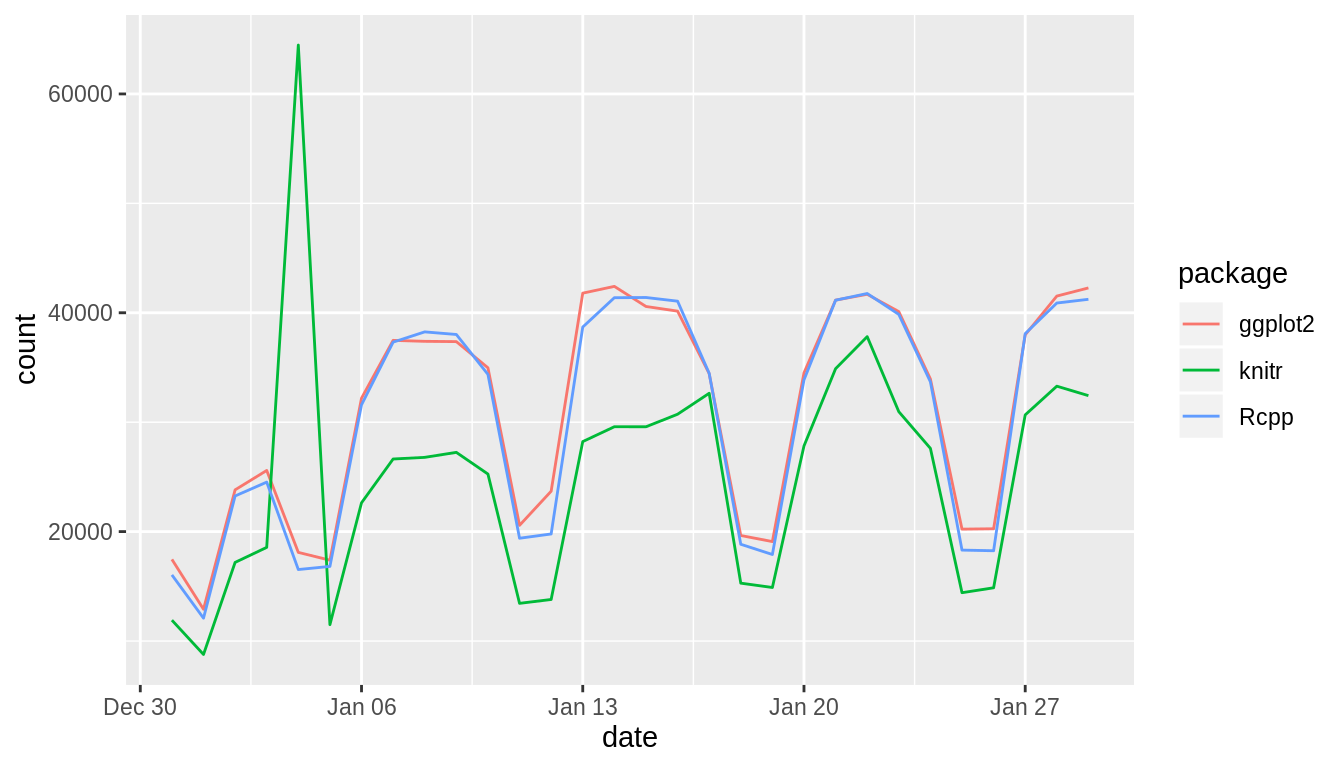 60000
40000
20000
count
Dec 30
Jan 06
Jan 13
Jan 20
Jan 27
date
package
ggplot2
knitr
Rcpp